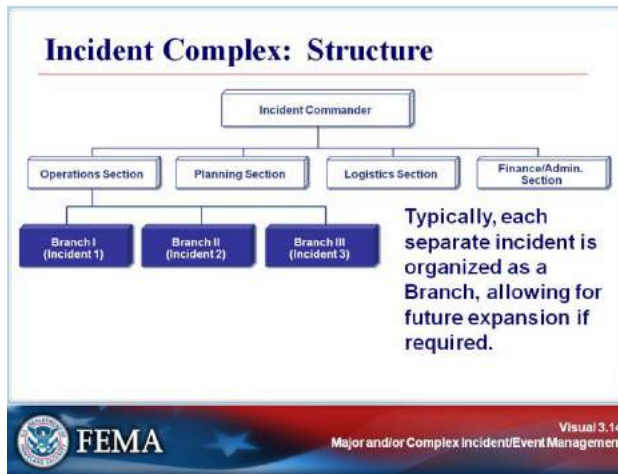 Incident Complex: Structure
Incident Commander
Operations Section
Planning Section
Logistics Section
Finance/Admin.
Section
Branch I
(Incident 1)
Branch II
(Incident 2)
Branch III
(Incident 3)
Typically, each
separate incident is
organized as a
Branch, allowing for
future expansion if
required.
FEMA
Visual 3.14
Major and/or Complex Incident/Event Management